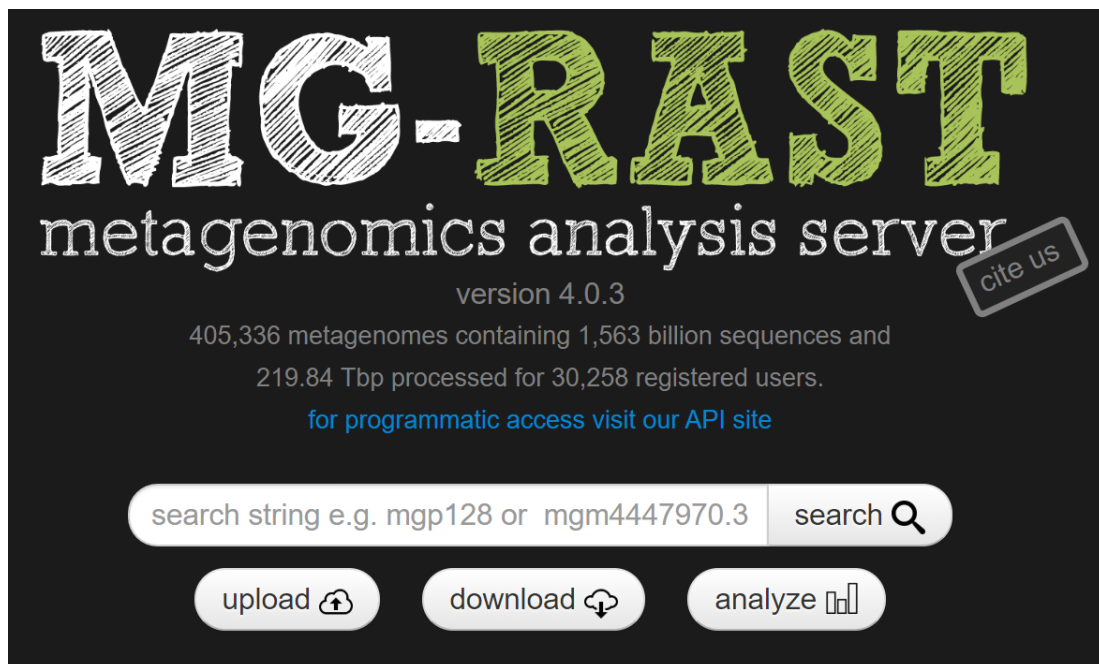 MG-RAST
metagenomics analysis server
cite us
version 4.0.3
405,336 metagenomes containing 1,563 billion sequences and
219.84 Tbp processed for 30,258 registered users.
for programmatic access visit our API site
search string e.g. mgp128 or  mgm4447970.3 search
upload download analyze